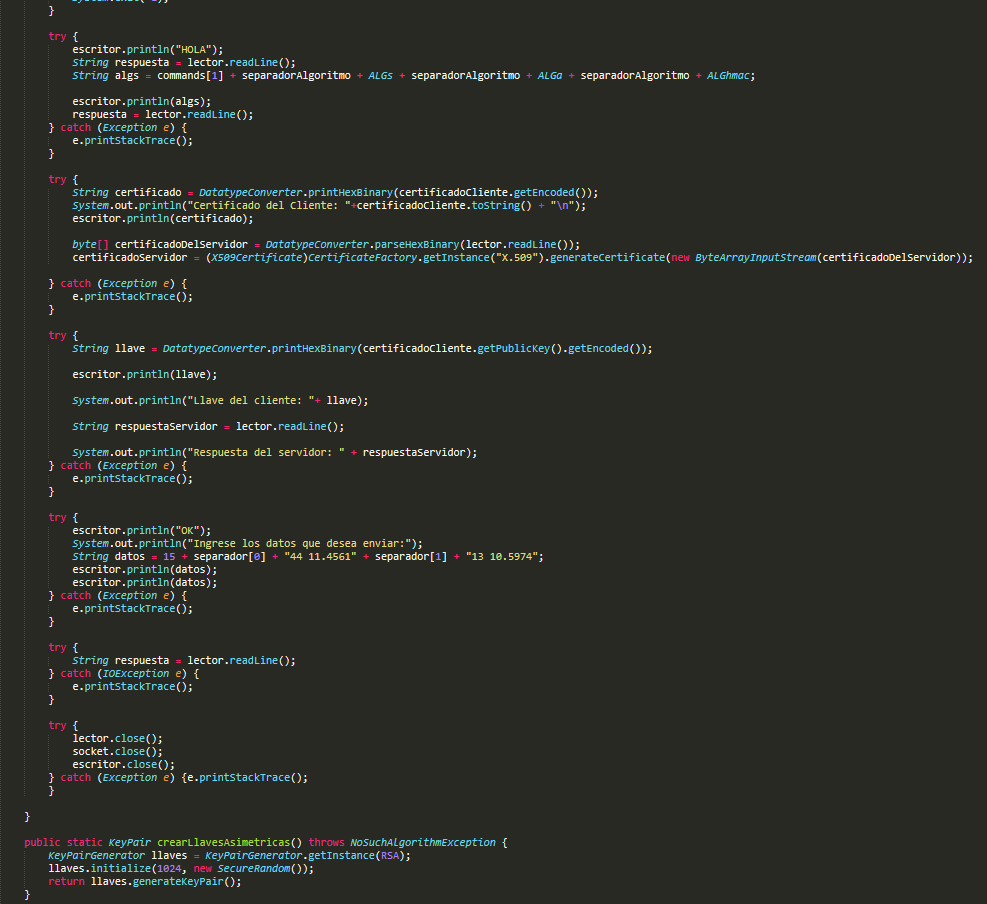 }
try {
escritor.println("HOLA");
String respuesta = lector.readLine();
String algs = commands[1] + separadorAlgoritmo + ALGs + separadorAlgoritmo + ALGa + separadorAlgoritmo + ALGhmac;
escritor.println(algs);
respuesta = lector.readLine();
} catch (Exception e) {
e.printStackTrace();
}
try {
String certificado = DatatypeConverter.printHexBinary(certificadoCliente.getEncoded());
System.out.println("Certificado del Cliente: "+certificadoCliente.toString() + "\n");
escritor.println(certificado);
byte[] certificadoDelServidor = DatatypeConverter.parseHexBinary(lector.readLine());
certificadoServidor = (X509Certificate)CertificateFactory.getInstance("X.509").generateCertificate(new ByteArrayInputStream(certificadoDelServidor));
} catch (Exception e) {
e.printStackTrace();
}
try {
String llave = DatatypeConverter.printHexBinary(certificadoCliente.getPublicKey().getEncoded());
escritor.println(llave);
System.out.println("Llave del cliente: "+ llave);
String respuestaServidor = lector.readLine();
System.out.println("Respuesta del servidor: " + respuestaServidor);
} catch (Exception e) {
e.printStackTrace();
}
try {
escritor.println("OK");
System.out.println("Ingrese los datos que desea enviar:");
String datos = 15 + separador[0] + "44 11.4561" + separador[1] + "13 10.5974";
escritor.println(datos);
escritor.println(datos);
} catch (Exception e) {
e.printStackTrace();
}
try {
String respuesta = lector.readLine();
} catch (IOException e) {
e.printStackTrace();
}
try {
lector.close();
socket.close();
escritor.close();
} catch (Exception e) {e.printStackTrace();
}
}
public static KeyPair crearLlavesAsimetricas() throws NoSuchAlgorithmException {
KeyPairGenerator llaves = KeyPairGenerator.getInstance(RSA);
llaves.initialize(1024, new SecureRandom());
return llaves.generateKeyPair();
}